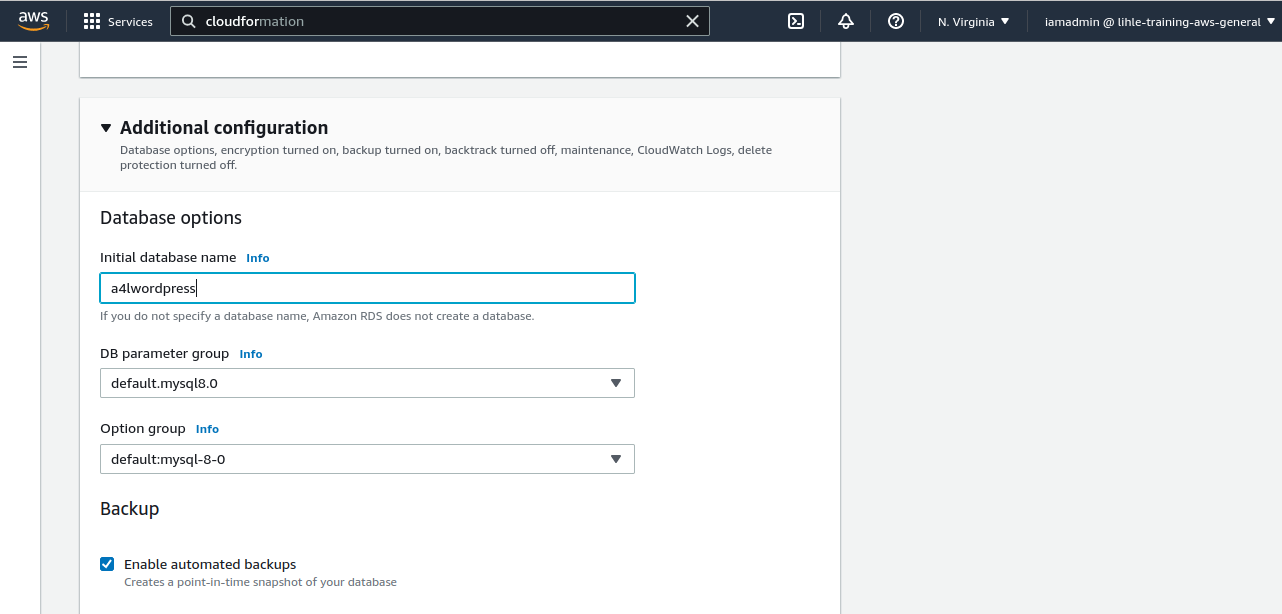 aws
Services
cloudformation
N. Virginia
iamadmin @ lihle-training-aws-general
Additional configuration
Database options, encryption turned on, backup turned on, backtrack turned off, maintenance, CloudWatch Logs, delete
protection turned off.
Database options
Initial database name Info
a4lwordpress
If you do not specify a database name, Amazon RDS does not create a database.
DB parameter group Info
default.mysql8.0
Option group Info
default:mysql-8-0
Backup
Enable automated backups
Creates a point-in-time snapshot of your database